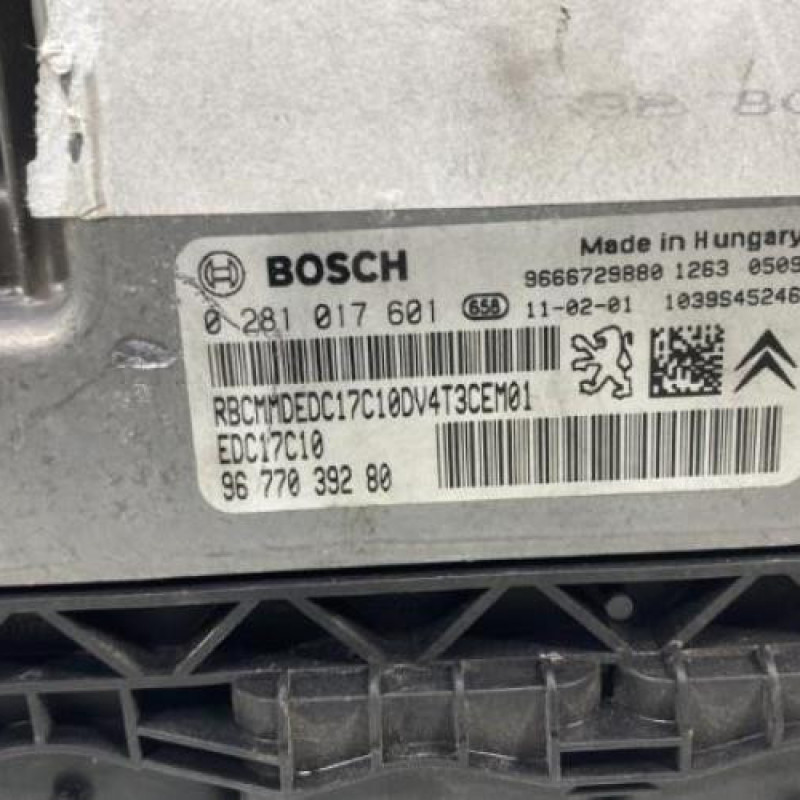 BOSCH
Made in Hungary
9666729880 1263 0509
0 281 017 601 658 11-02-01 1039S45246
RBCMMDEDC17C10DV4T3CEM01
EDC17C10
96 770 392 80